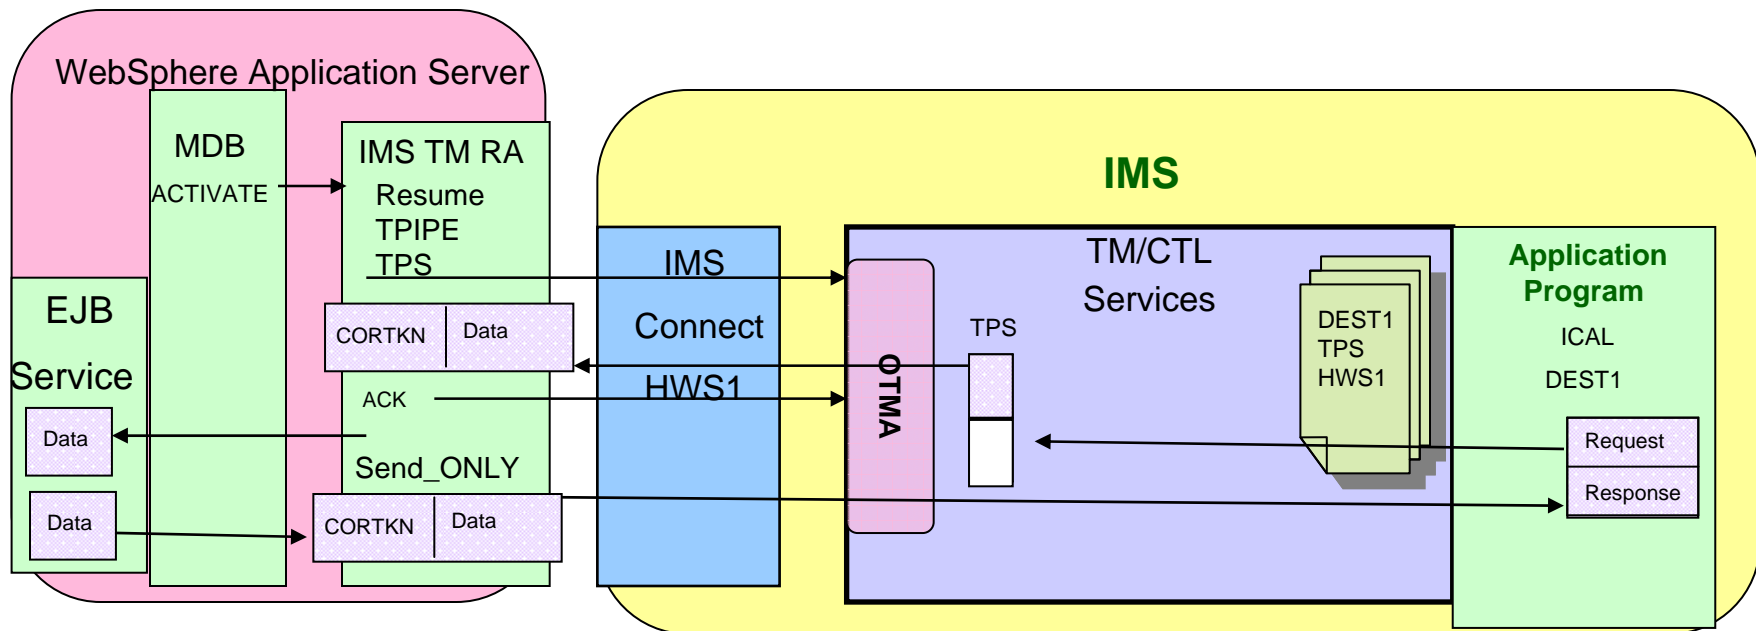 WebSphere Application Server
MDB
ACTIVATE
IMS TM RA
Resume
TPIPE
TPS
EJB
Service
Data
Data
CORTKN
Data
ACK
Send_ONLY
CORTKN
Data
IMS
IMS
Connect
HWS1
OTMA
TM/CTL
Services
TPS
DEST1
TPS
HWS1
Application
Program
ICAL
DEST1
Request
Response